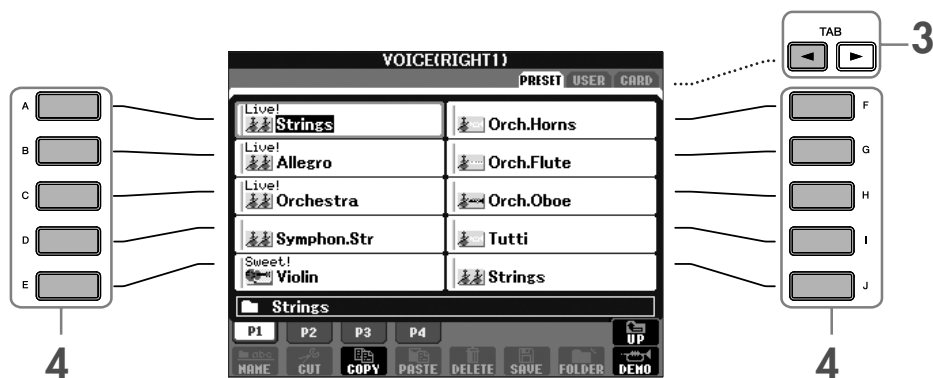 TAB
3
VOICE(RIGHT1)
PRESET USER CARD
A
Live!
Strings
Orch.Horns
F
B
Live!
Allegro
Orch.Flute
G
C
Live!
Orchestra
Orch.Oboe
H
D
Symphon.Str
Tutti
I
E
Sweet!
Violin
Strings
J
Strings
P1 P2 P3 P4 UP
NAME CUT COPY PASTE DELETE SAVE FOLDER DEMO
4
4